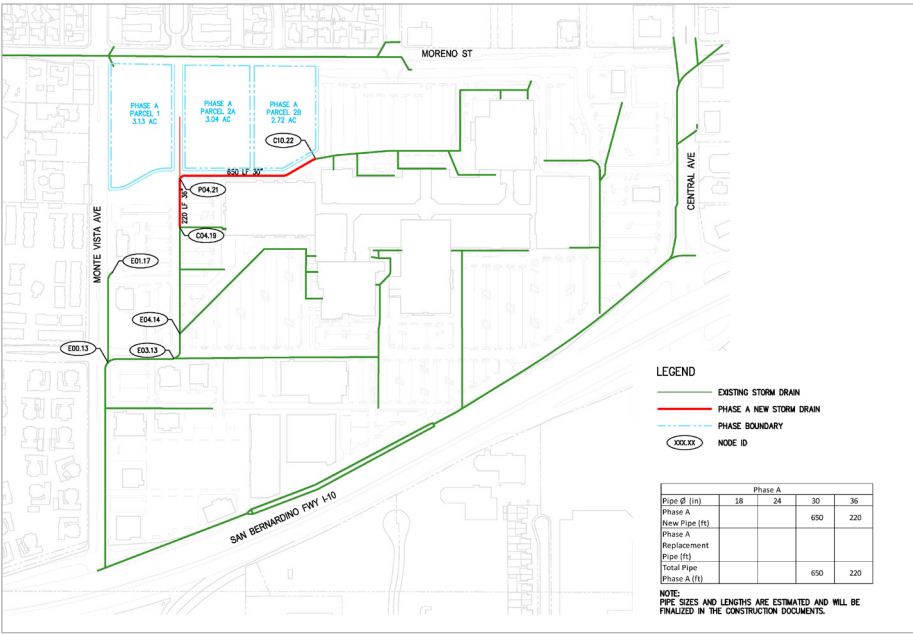 MORENO ST
PHASE A
PARCEL 1
3.13 AC
PHASE A
PARCEL 2A
3.04 AC
PHASE A
PARCEL 2B
2.72 AC
C10.22
650 LF 30"
P04.21
220 LF 36"
C04.19
MONTE VISTA AVE
CENTRAL AVE
E01.17
E04.14
E00.13
E03.13
SAN BERNARDINO FWY I-10
LEGEND
EXISTING STORM DRAIN
PHASE A NEW STORM DRAIN
PHASE BOUNDARY
XXX.XX NODE ID
Phase A
Pipe Ø (in) 18 24 30 36
Phase A
New Pipe (ft) 650 220
Phase A
Replacement
Pipe (ft)
Total Pipe
Phase A (ft) 650 220
NOTE:
PIPE SIZES AND LENGTHS ARE ESTIMATED AND WILL BE
FINALIZED IN THE CONSTRUCTION DOCUMENTS.